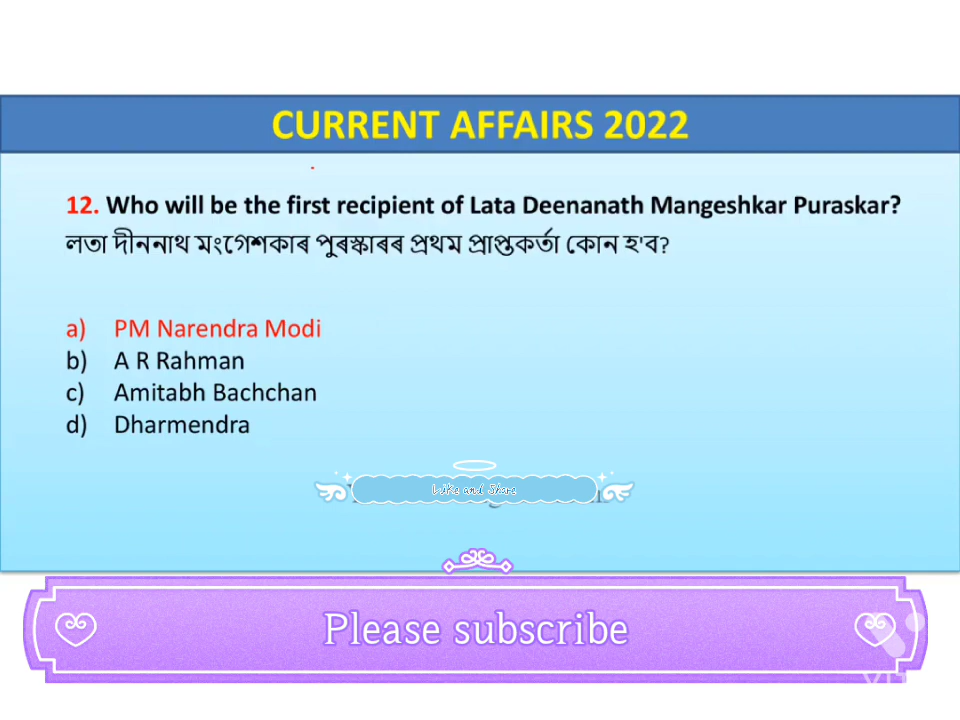 CURRENT AFFAIRS 2022
12. Who will be the first recipient of Lata Deenanath Mangeshkar Puraskar?
লতা দীননাথ মংগেশকাৰ পুৰস্কাৰৰ প্ৰথম প্ৰাপ্তকৰ্তা কোন হ'ব?
a) PM Narendra Modi
b) A R Rahman
c) Amitabh Bachchan
d) Dharmendra
Like and Share
Please subscribe